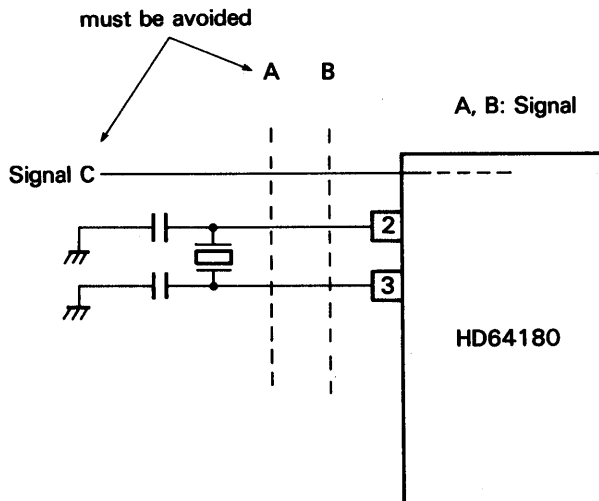 must be avoided
A B
A, B: Signal
Signal C
2
3
HD64180